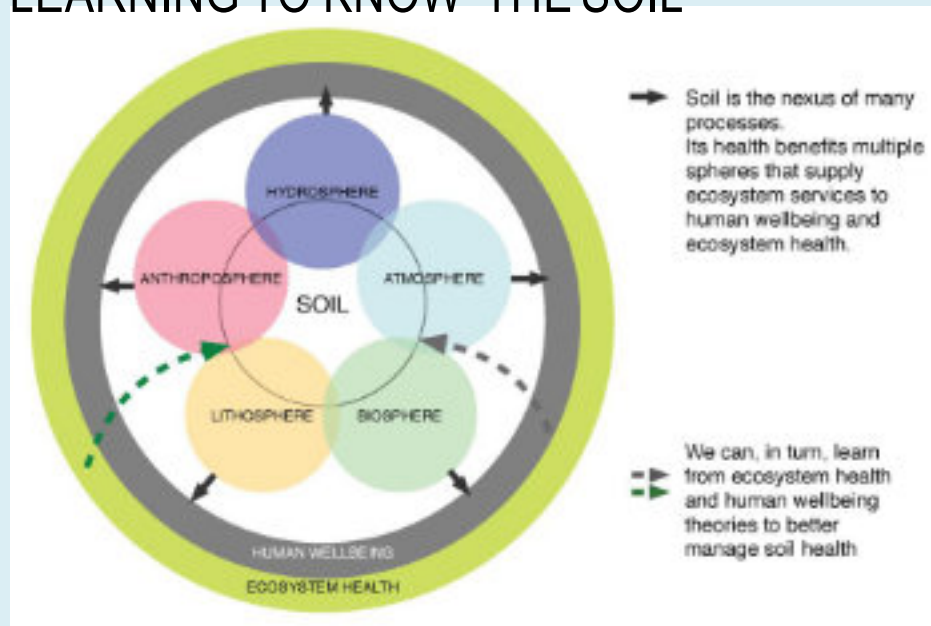 LEARNING TO KNOW THE SOIL
HYDROSPHERE
ANTHROPOSPHERE
ATMOSPHERE
SOIL
LITHOSPHERE
BIOSPHERE
HUMAN WELLBEING
ECOSYSTEM HEALTH
Soil is the nexus of many
processes.
Its health benefits multiple
spheres that supply
ecosystem services to
human wellbeing and
ecosystem health.
We can, in turn, learn
from ecosystem health
and human wellbeing
theories to better
manage soil health